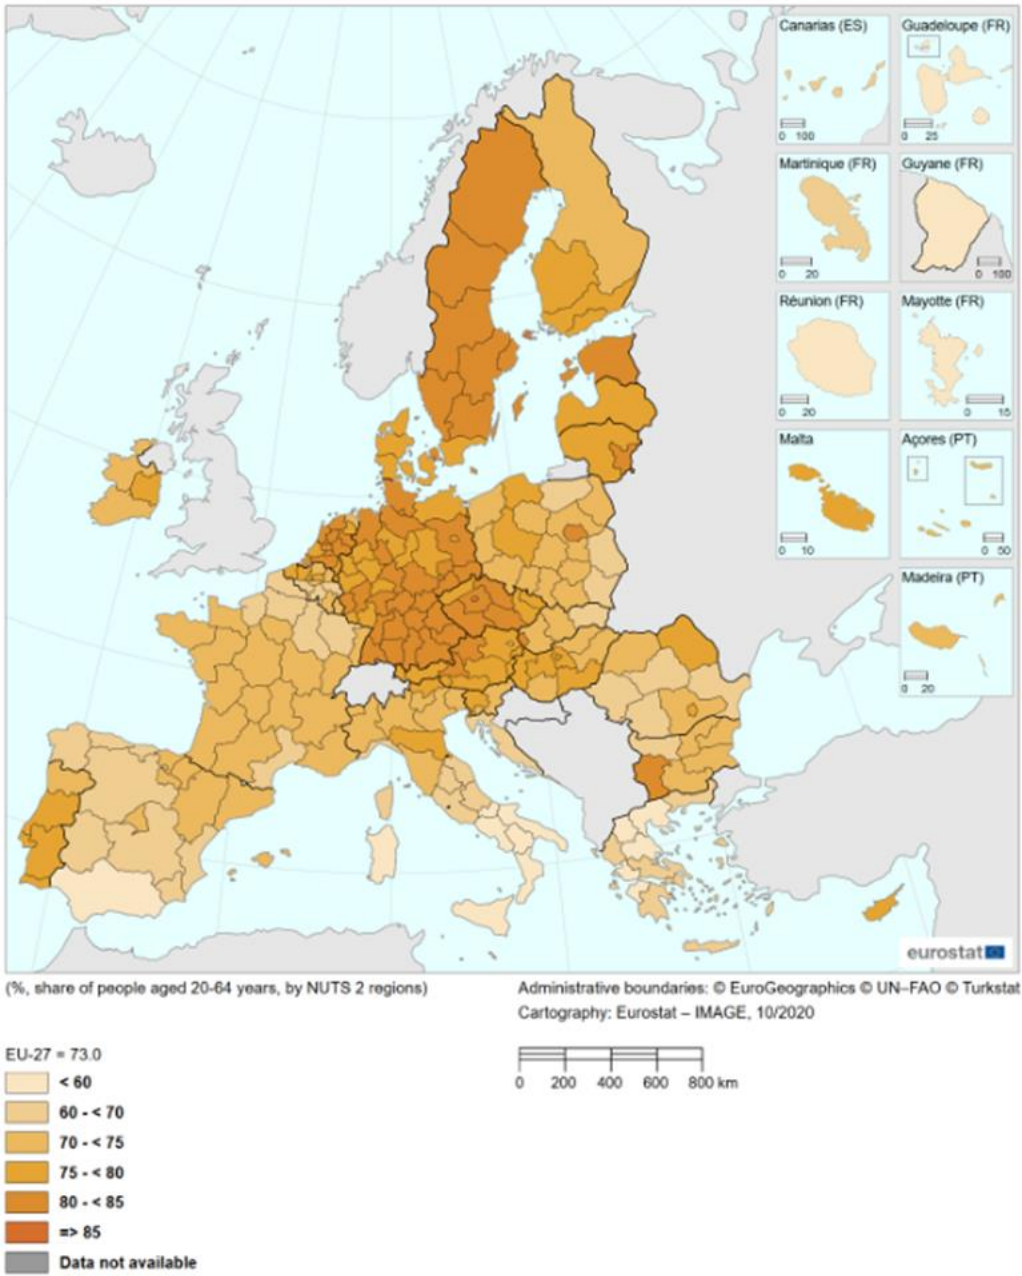 Canarias (ES)
0 100
Guadeloupe (FR)
0 25
Martinique (FR)
0 20
Guyane (FR)
0 100
Réunion (FR)
0 20
Mayotte (FR)
0 15
Malta
0 10
Açores (PT)
0 50
Madeira (PT)
0 20
eurostat
(%, share of people aged 20-64 years, by NUTS 2 regions)
Administrative boundaries: © EuroGeographics © UN–FAO © Turkstat
Cartography: Eurostat – IMAGE, 10/2020
EU-27 = 73.0
< 60
60 - < 70
70 - < 75
75 - < 80
80 - < 85
=> 85
Data not available
0 200 400 600 800 km